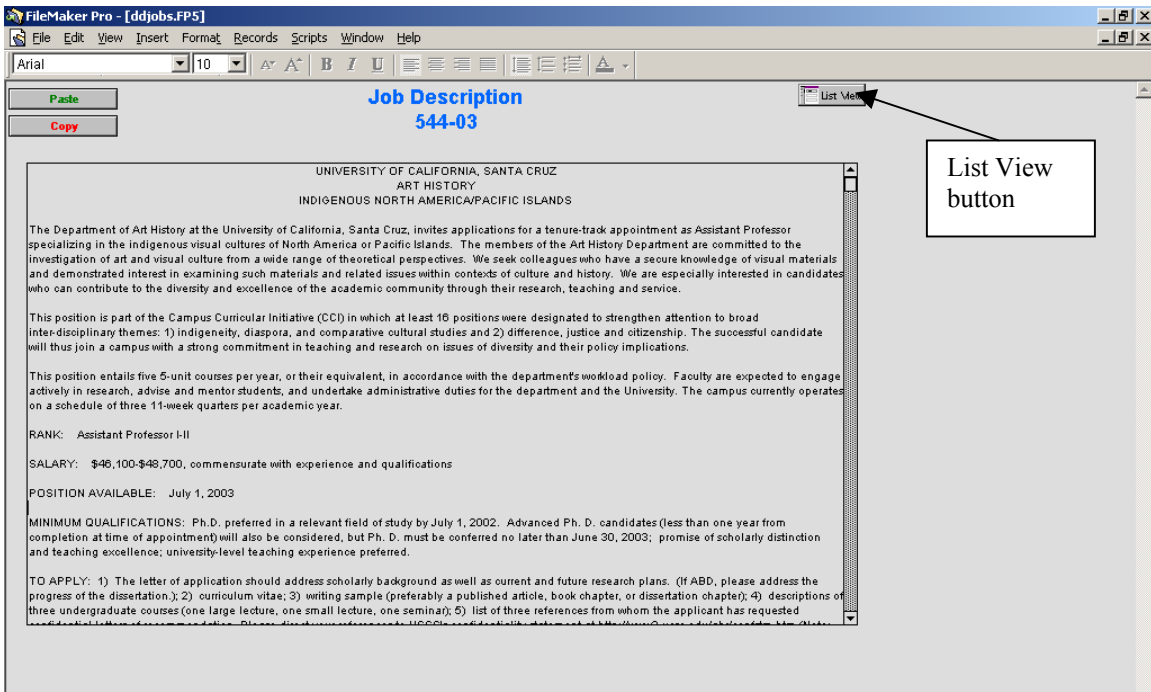 FileMaker Pro - [ddjobs.FP5]
File Edit View Insert Format Records Scripts Window Help
Arial 10 B I U A
Paste
Job Description
List View
Copy
544-03
List View
button
UNIVERSITY OF CALIFORNIA, SANTA CRUZ
ART HISTORY
INDIGENOUS NORTH AMERICA/PACIFIC ISLANDS
The Department of Art History at the University of California, Santa Cruz, invites applications for a tenure-track appointment as Assistant Professor
specializing in the indigenous visual cultures of North America or Pacific Islands. The members of the Art History Department are committed to the
investigation of art and visual culture from a wide range of theoretical perspectives. We seek colleagues who have a secure knowledge of visual materials
and demonstrated interest in examining such materials and related issues within contexts of culture and history. We are especially interested in candidates
who can contribute to the diversity and excellence of the academic community through their research, teaching and service.
This position is part of the Campus Curricular Initiative (CCI) in which at least 16 positions were designated to strengthen attention to broad
inter-disciplinary themes: 1) indigeneity, diaspora, and comparative cultural studies and 2) difference, justice and citizenship. The successful candidate
will thus join a campus with a strong commitment in teaching and research on issues of diversity and their policy implications.
This position entails five 5-unit courses per year, or their equivalent, in accordance with the department's workload policy. Faculty are expected to engage
actively in research, advise and mentor students, and undertake administrative duties for the department and the University. The campus currently operates
on a schedule of three 11-week quarters per academic year.
RANK: Assistant Professor I-II
SALARY: $46,100-$48,700, commensurate with experience and qualifications
POSITION AVAILABLE: July 1, 2003
MINIMUM QUALIFICATIONS: Ph.D. preferred in a relevant field of study by July 1, 2002. Advanced Ph. D. candidates (less than one year from
completion at time of appointment) will also be considered, but Ph. D. must be conferred no later than June 30, 2003; promise of scholarly distinction
and teaching excellence; university-level teaching experience preferred.
TO APPLY: 1) The letter of application should address scholarly background as well as current and future research plans. (If ABD, please address the
progress of the dissertation.); 2) curriculum vitae; 3) writing sample (preferably a published article, book chapter, or dissertation chapter); 4) descriptions of
three undergraduate courses (one large lecture, one small lecture, one seminar); 5) list of three references from whom the applicant has requested